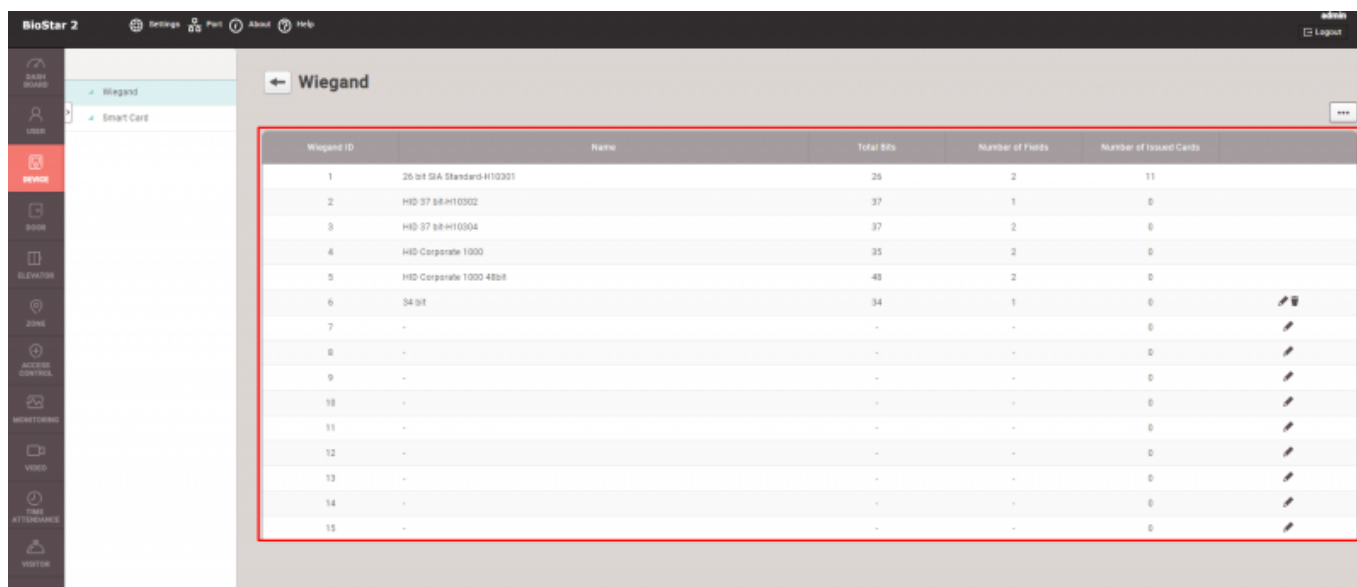 BioStar 2 Settings Port About Help admin
Logout
DASH
BOARD
USER
DEVICE
DOOR
ELEVATOR
ZONE
ACCESS
CONTROL
MONITORING
VIDEO
TIME
ATTENDANCE
VISITOR
Wiegand
Smart Card
Wiegand
Wiegand ID Name Total Bits Number of Fields Number of Issued Cards
1 26 bit SIA Standard-H10301 26 2 11
2 HID 37 bit-H10302 37 1 0
3 HID 37 bit-H10304 37 2 0
4 HID Corporate 1000 35 2 0
5 HID Corporate 1000 48bit 48 2 0
6 34 bit 34 1 0
7 - - - 0
8 - - - 0
9 - - - 0
10 - - - 0
11 - - - 0
12 - - - 0
13 - - - 0
14 - - - 0
15 - - - 0